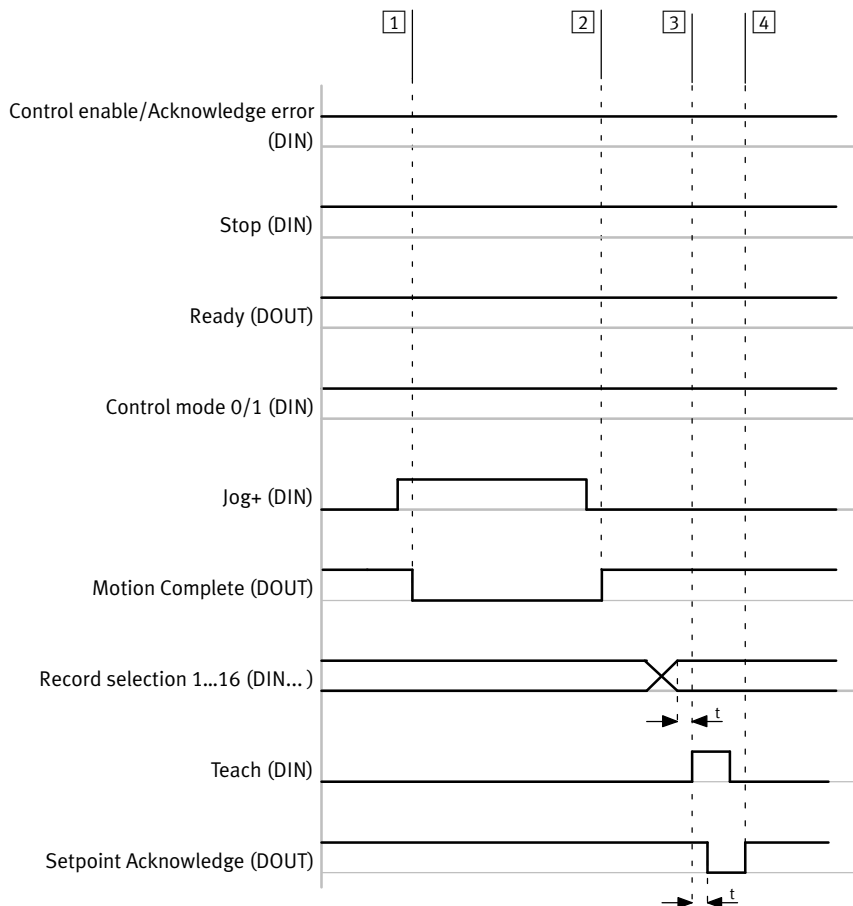 1 2 3 4
Control enable/Acknowledge error
(DIN)
Stop (DIN)
Ready (DOUT)
Control mode 0/1 (DIN)
Jog+ (DIN)
Motion Complete (DOUT)
Record selection 1...16 (DIN... )
t
Teach (DIN)
Setpoint Acknowledge (DOUT)
t